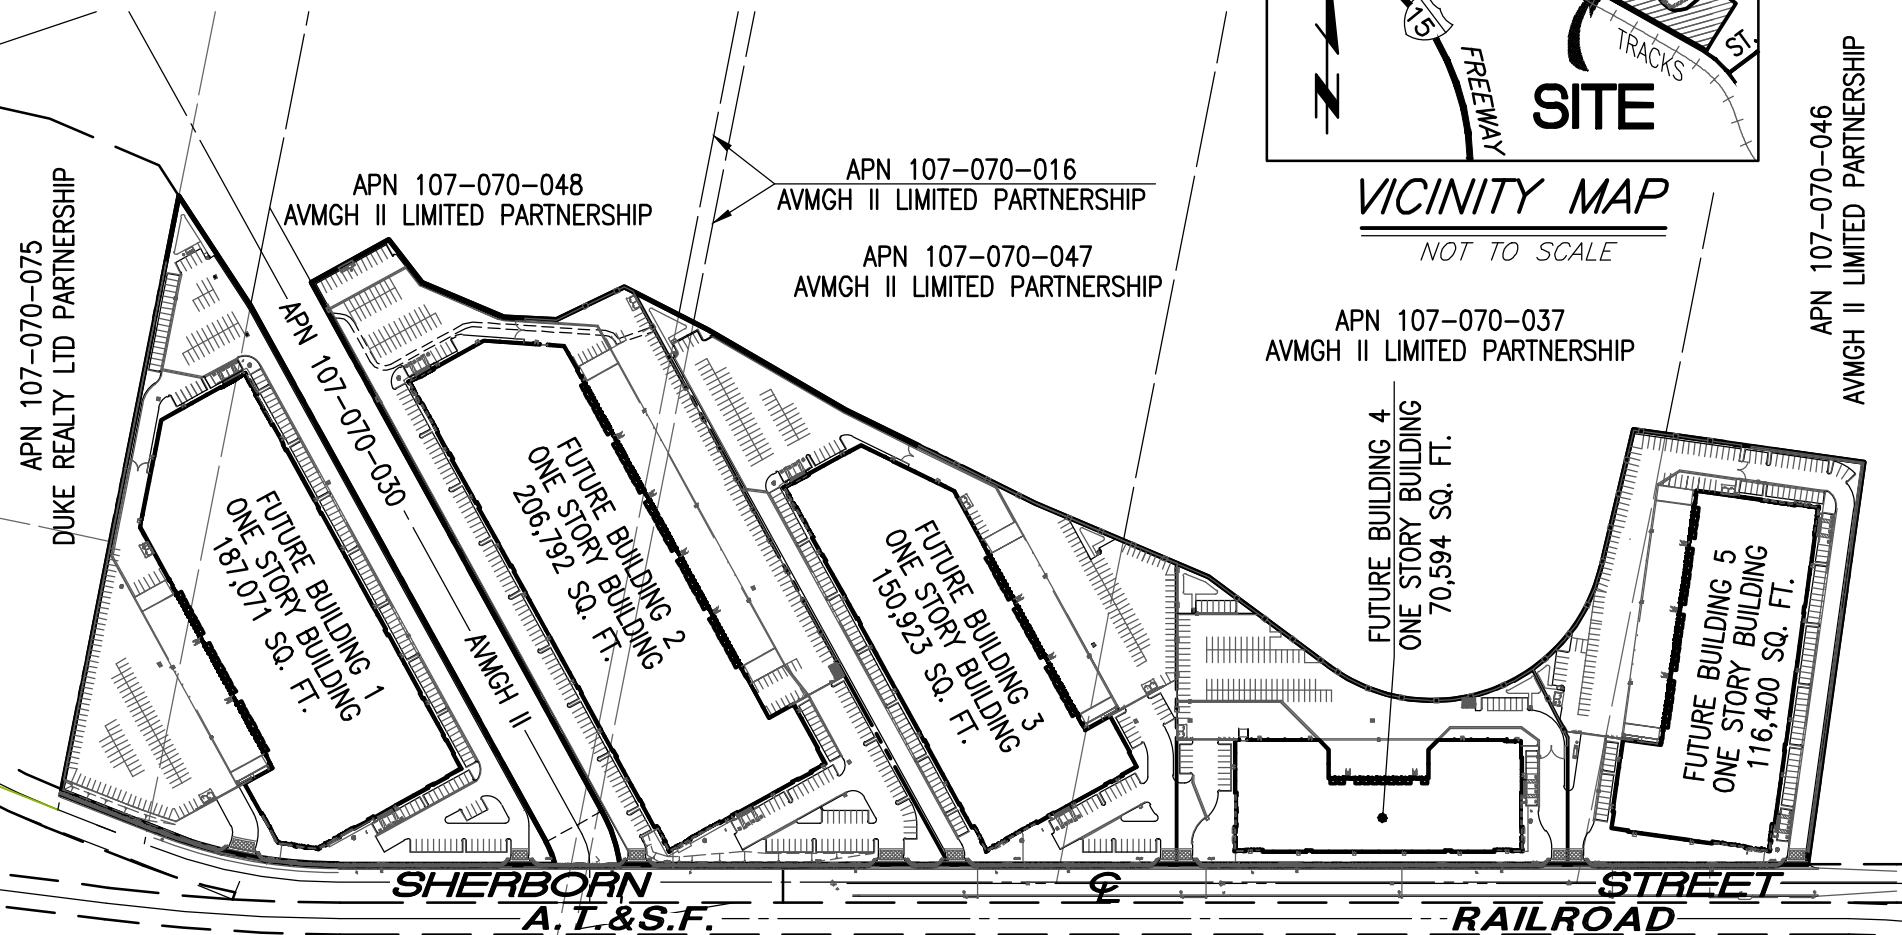 15
FREEWAY
TRACKS
ST.
SITE
VICINITY MAP
NOT TO SCALE
APN 107-070-075
DUKE REALTY LTD PARTNERSHIP
APN 107-070-048
AVMGH II LIMITED PARTNERSHIP
APN 107-070-016
AVMGH II LIMITED PARTNERSHIP
APN 107-070-047
AVMGH II LIMITED PARTNERSHIP
APN 107-070-037
AVMGH II LIMITED PARTNERSHIP
APN 107-070-046
AVMGH II LIMITED PARTNERSHIP
APN 107-070-030
AVMGH II
FUTURE BUILDING 1
ONE STORY BUILDING
187,071 SQ. FT.
FUTURE BUILDING 2
ONE STORY BUILDING
206,792 SQ. FT.
FUTURE BUILDING 3
ONE STORY BUILDING
150,923 SQ. FT.
FUTURE BUILDING 4
ONE STORY BUILDING
70,594 SQ. FT.
FUTURE BUILDING 5
ONE STORY BUILDING
116,400 SQ. FT.
SHERBORN ℄ STREET
A.T.&S.F. RAILROAD